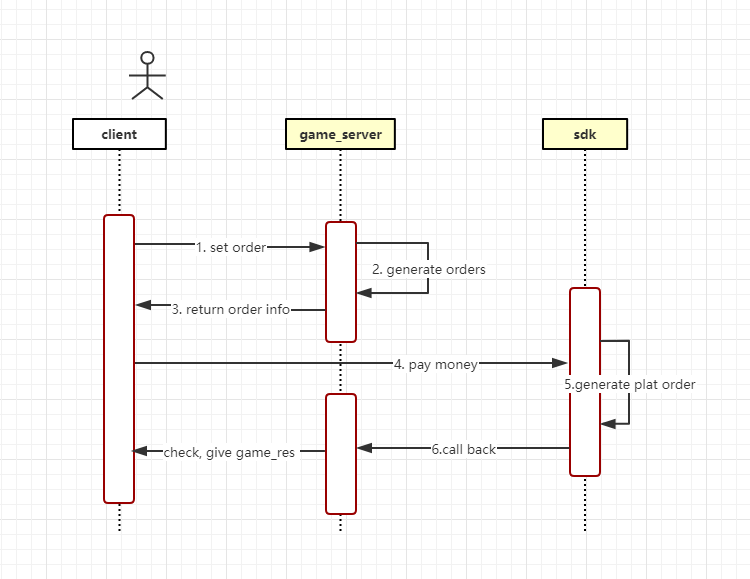 client
game_server
sdk
1. set order
2. generate orders
3. return order info
4. pay money
5.generate plat order
6.call back
check, give game_res